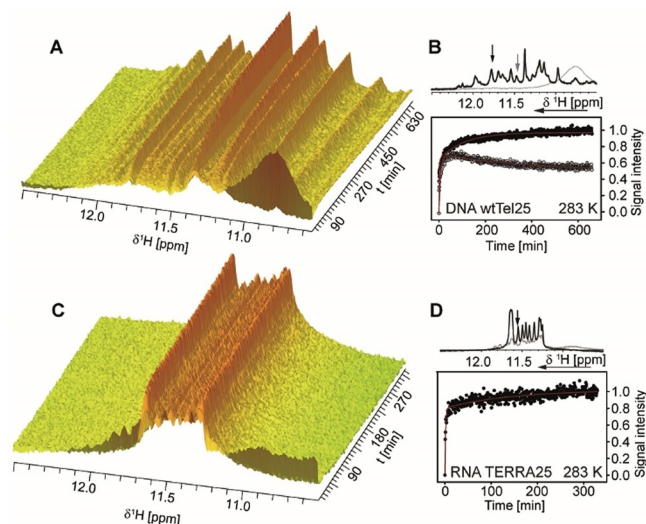 A
12.0
11.5
11.0
δ¹H [ppm]
90
270
450
630
t [min]
B
12.0
11.5
δ ¹H [ppm]
1.0
0.8
0.6
0.4
0.2
0.0
Signal intensity
DNA wtTel25 283 K
0 200 400 600
Time [min]
C
12.0
11.5
11.0
δ¹H [ppm]
90
180
270
t [min]
D
12.0
11.5
δ ¹H [ppm]
1.0
0.8
0.6
0.4
0.2
0.0
Signal intensity
RNA TERRA25 283 K
0 100 200 300
Time [min]